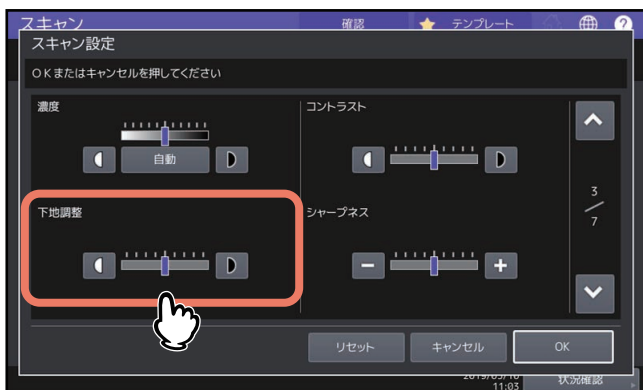 スキャン 確認 テンプレート ?
スキャン設定
OKまたはキャンセルを押してください
濃度 コントラスト
自動
3
7
下地調整 シャープネス
リセット キャンセル OK
11:03 状況確認